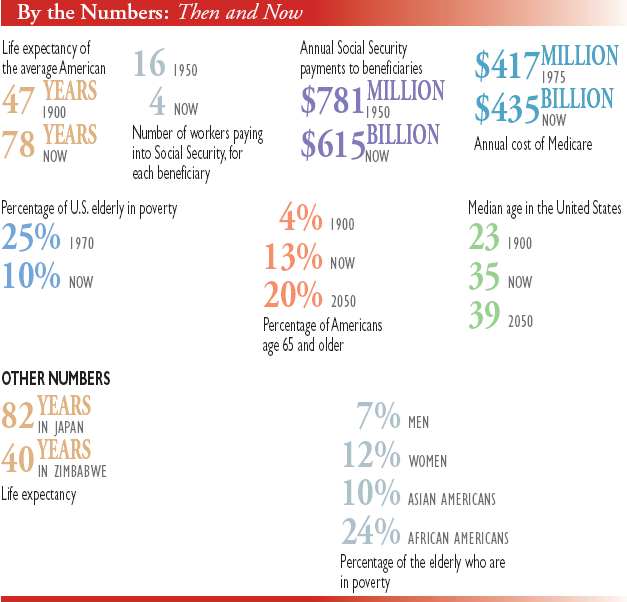 By the Numbers: Then and Now
Life expectancy of
the average American
47 YEARS
1900
78 YEARS
NOW
16 1950
4 NOW
Number of workers paying
into Social Security, for
each beneficiary
Annual Social Security
payments to beneficiaries
$781 MILLION
1950
$615 BILLION
NOW
$417 MILLION
1975
$435 BILLION
NOW
Annual cost of Medicare
Percentage of U.S. elderly in poverty
25% 1970
10% NOW
4% 1900
13% NOW
20% 2050
Percentage of Americans
age 65 and older
Median age in the United States
23 1900
35 NOW
39 2050
OTHER NUMBERS
82 YEARS
IN JAPAN
40 YEARS
IN ZIMBABWE
Life expectancy
7% MEN
12% WOMEN
10% ASIAN AMERICANS
24% AFRICAN AMERICANS
Percentage of the elderly who are
in poverty